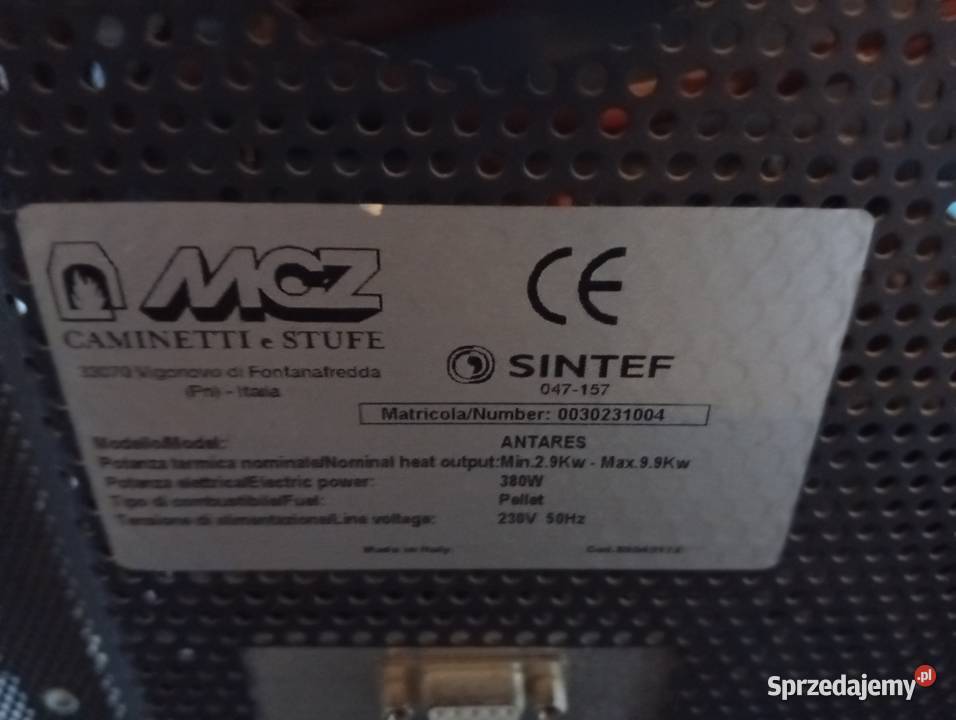 MCZ
CAMINETTI e STUFE
33070 Vigonovo di Fontanafredda
(Pn) - Italia
CE
SINTEF
047-157
Matricola/Number: 0030231004
Modello/Model: ANTARES
Potenza termica nominale/Nominal heat output: Min.2.9Kw - Max.9.9Kw
Potenza elettrica/Electric power: 380W
Tipo di combustibile/Fuel: Pellet
Tensione di alimentazione/Line voltage: 230V 50Hz
Made in Italy
Sprzedajemy.pl